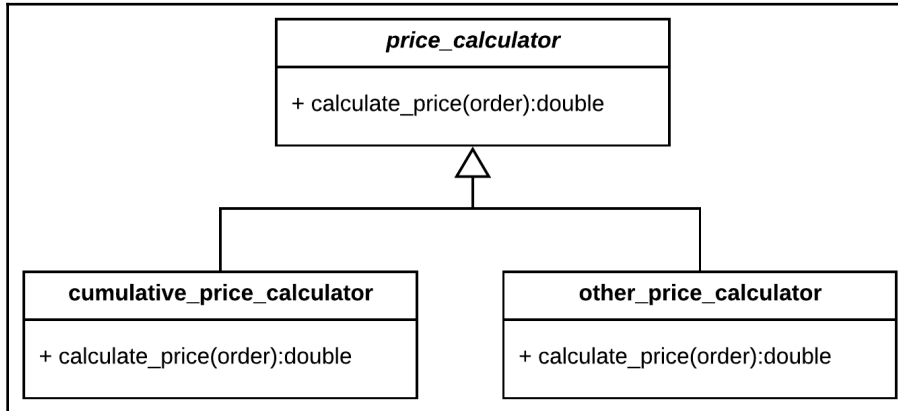 price_calculator
+ calculate_price(order):double
cumulative_price_calculator
+ calculate_price(order):double
other_price_calculator
+ calculate_price(order):double